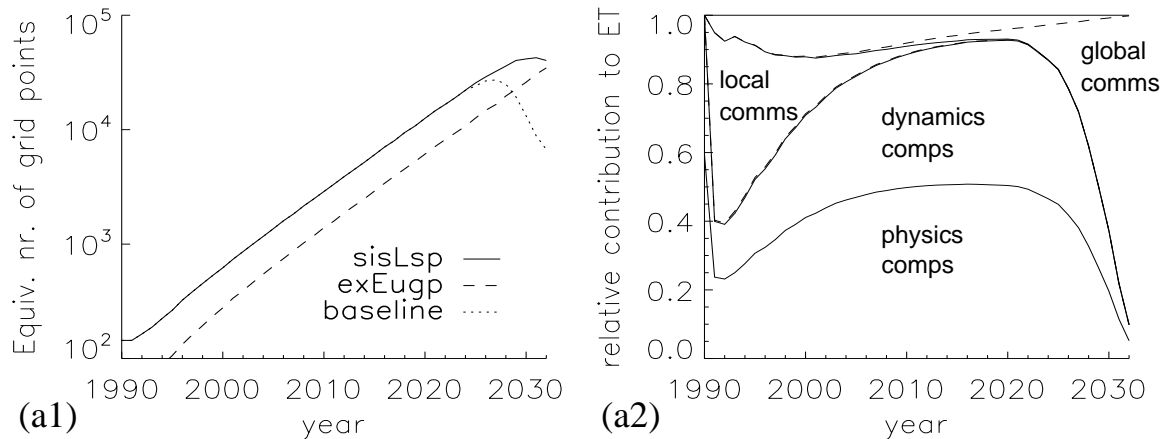 Equiv. nr. of grid points
10^5
10^4
10^3
10^2
sisLsp
exEugp
baseline
1990 2000 2010 2020 2030
year
(a1)
relative contribution to ET
1.0
0.8
0.6
0.4
0.2
0.0
local
comms
global
comms
dynamics
comps
physics
comps
1990 2000 2010 2020 2030
year
(a2)